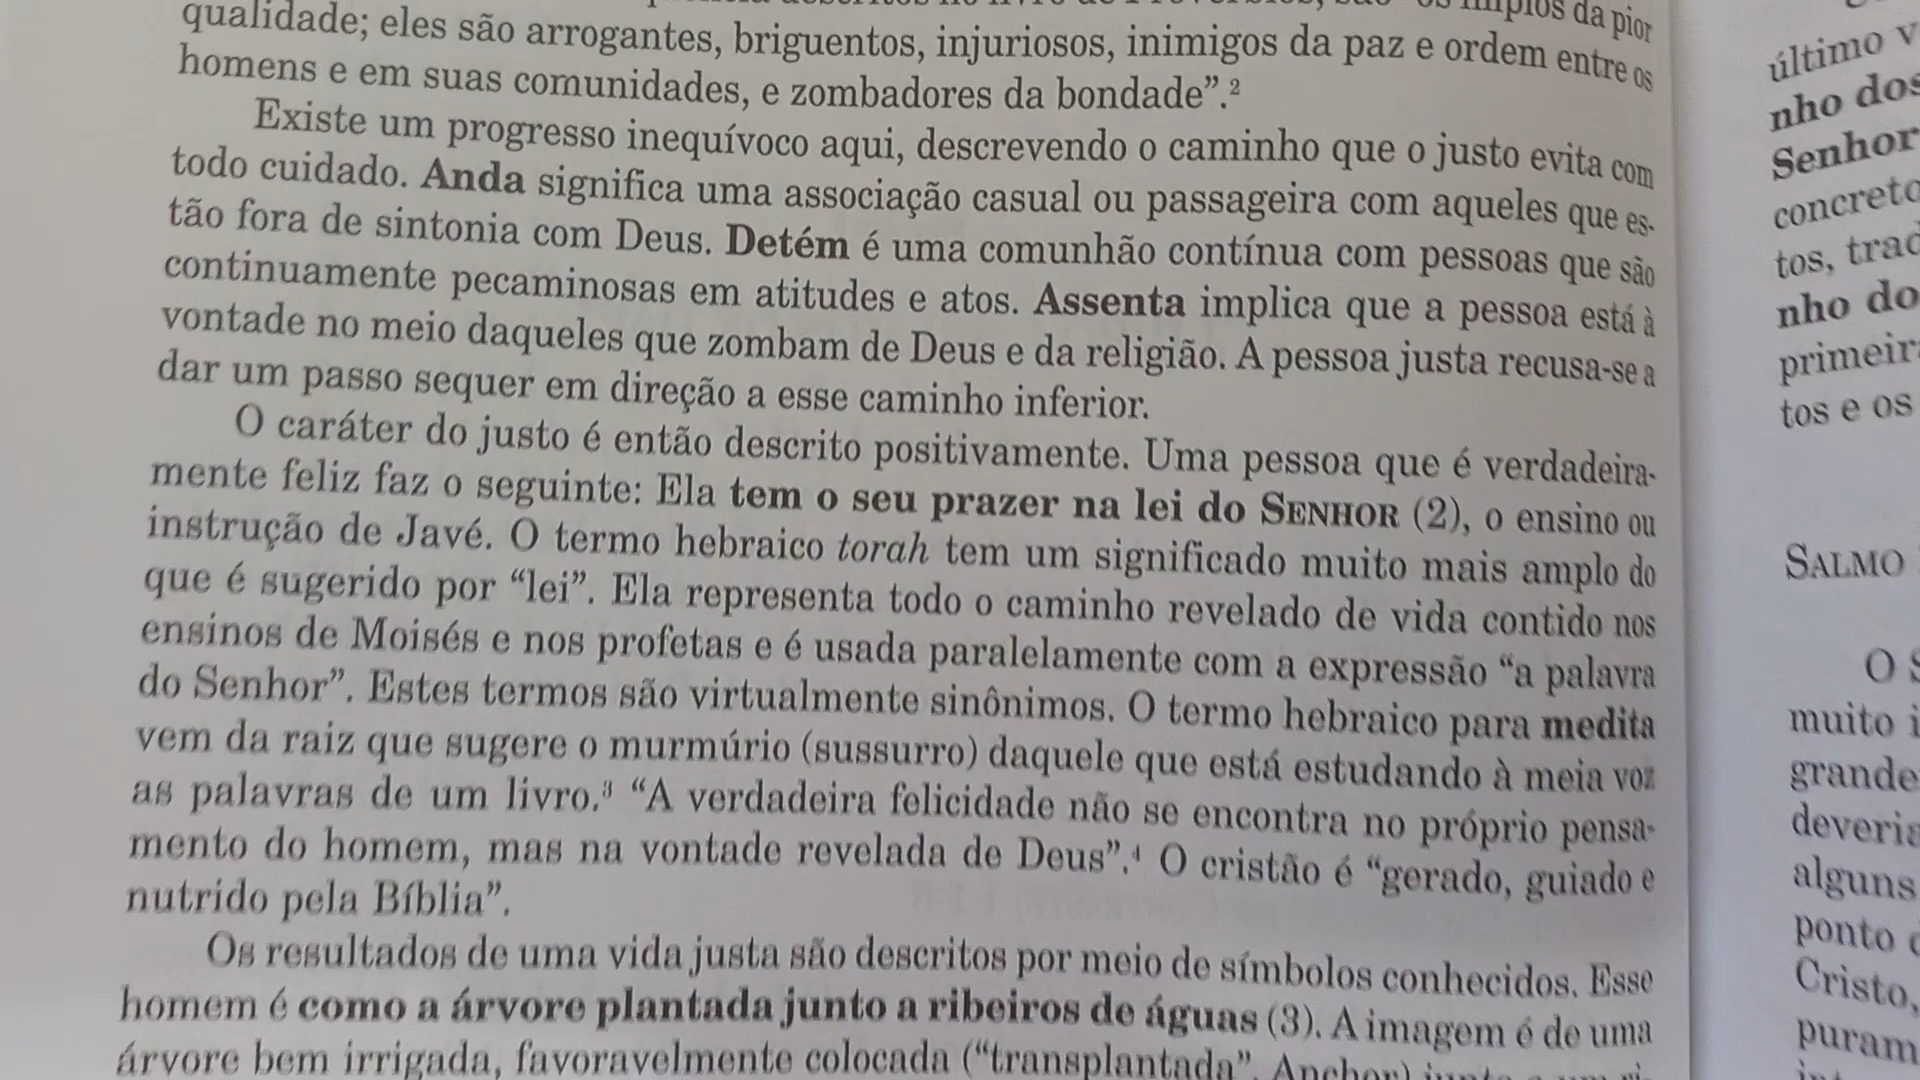 os ímpios da pior
qualidade; eles são arrogantes, briguentos, injuriosos, inimigos da paz e ordem entre os
homens e em suas comunidades, e zombadores da bondade”.²
Existe um progresso inequívoco aqui, descrevendo o caminho que o justo evita com
todo cuidado. Anda significa uma associação casual ou passageira com aqueles que es-
tão fora de sintonia com Deus. Detém é uma comunhão contínua com pessoas que são
continuamente pecaminosas em atitudes e atos. Assenta implica que a pessoa está à
vontade no meio daqueles que zombam de Deus e da religião. A pessoa justa recusa-se a
dar um passo sequer em direção a esse caminho inferior.
O caráter do justo é então descrito positivamente. Uma pessoa que é verdadeira-
mente feliz faz o seguinte: Ela tem o seu prazer na lei do SENHOR (2), o ensino ou
instrução de Javé. O termo hebraico torah tem um significado muito mais amplo do
que é sugerido por “lei”. Ela representa todo o caminho revelado de vida contido nos
ensinos de Moisés e nos profetas e é usada paralelamente com a expressão “a palavra
do Senhor”. Estes termos são virtualmente sinônimos. O termo hebraico para medita
vem da raiz que sugere o murmúrio (sussurro) daquele que está estudando à meia voz
as palavras de um livro.³ “A verdadeira felicidade não se encontra no próprio pensa-
mento do homem, mas na vontade revelada de Deus”.⁴ O cristão é “gerado, guiado e
nutrido pela Bíblia”.
Os resultados de uma vida justa são descritos por meio de símbolos conhecidos. Esse
homem é como a árvore plantada junto a ribeiros de águas (3). A imagem é de uma
árvore bem irrigada, favoravelmente colocada (“transplantada”, Anchor) junto a um
último v
nho dos
Senhor
concreto
tos, trad
nho do
primeir
tos e os
SALMO
O S
muito i
grande
deveria
alguns
ponto
Cristo,
puram